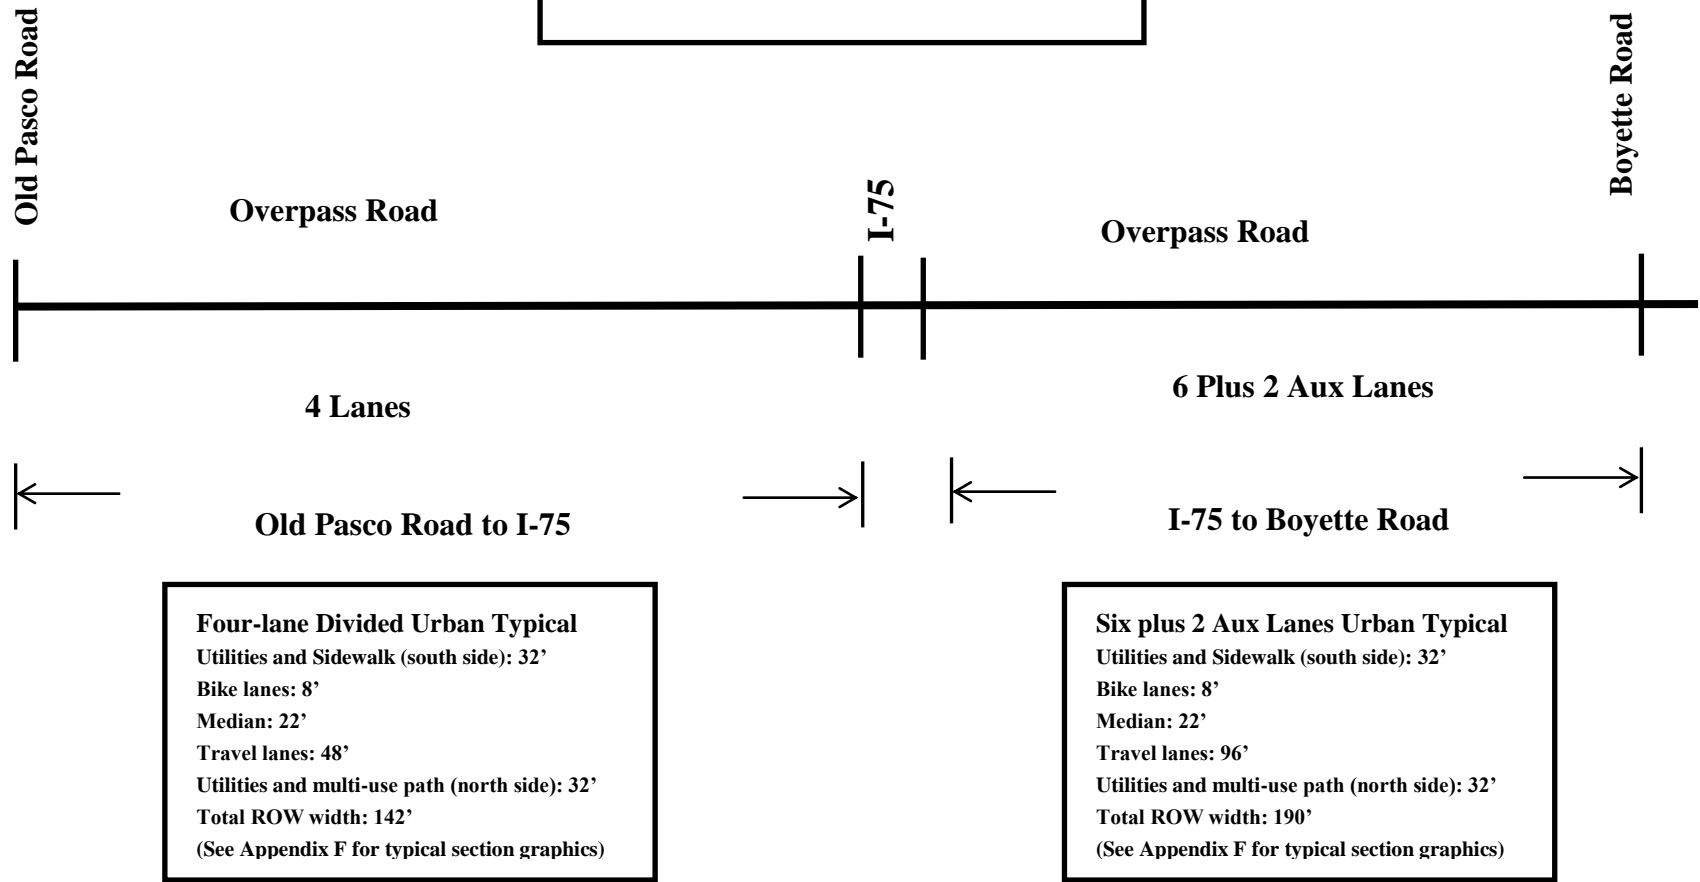 Old Pasco Road
Boyette Road
I-75
Overpass Road
Overpass Road
4 Lanes
6 Plus 2 Aux Lanes
Old Pasco Road to I-75
I-75 to Boyette Road
Four-lane Divided Urban Typical
Utilities and Sidewalk (south side): 32’
Bike lanes: 8’
Median: 22’
Travel lanes: 48’
Utilities and multi-use path (north side): 32’
Total ROW width: 142’
(See Appendix F for typical section graphics)
Six plus 2 Aux Lanes Urban Typical
Utilities and Sidewalk (south side): 32’
Bike lanes: 8’
Median: 22’
Travel lanes: 96’
Utilities and multi-use path (north side): 32’
Total ROW width: 190’
(See Appendix F for typical section graphics)